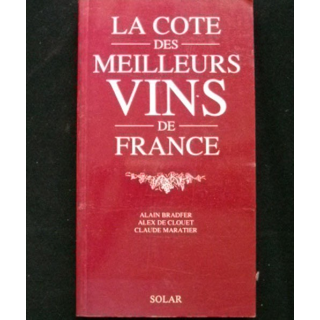 LA COTE
DES
MEILLEURS
VINS
DE
FRANCE
ALAIN BRADFER
ALEX DE CLOUET
CLAUDE MARATIER
SOLAR